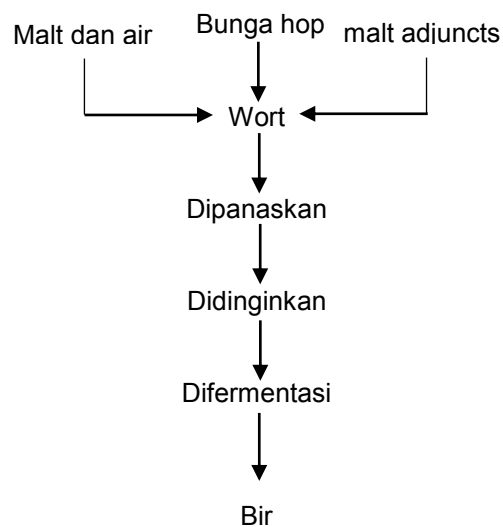 Malt dan air
Bunga hop
malt adjuncts
Wort
Dipanaskan
Didinginkan
Difermentasi
Bir